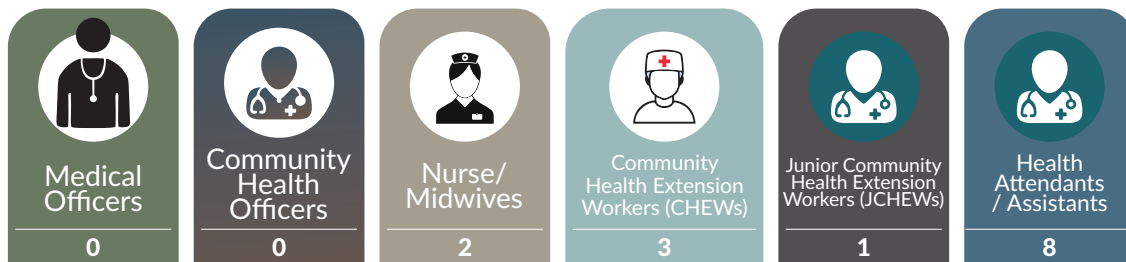 Medical
Officers
0
Community
Health
Officers
0
Nurse/
Midwives
2
Community
Health Extension
Workers (CHEWs)
3
Junior Community
Health Extension
Workers (JCHEWs)
1
Health
Attendants
/ Assistants
8